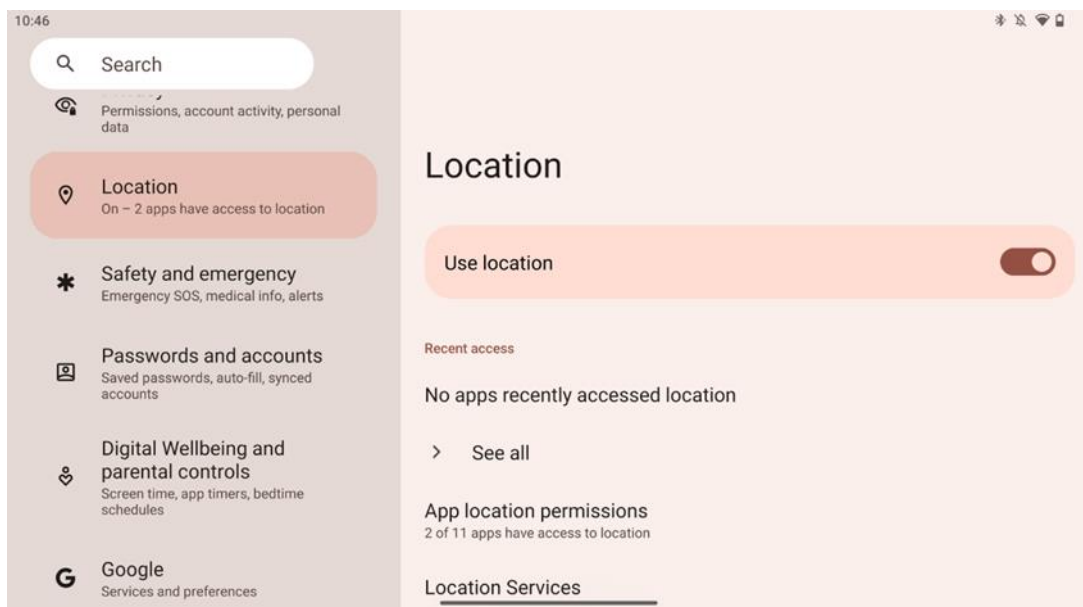 10:46
Search
Permissions, account activity, personal
data
Location
On – 2 apps have access to location
Safety and emergency
Emergency SOS, medical info, alerts
Passwords and accounts
Saved passwords, auto-fill, synced
accounts
Digital Wellbeing and
parental controls
Screen time, app timers, bedtime
schedules
Google
Services and preferences
Location
Use location
Recent access
No apps recently accessed location
See all
App location permissions
2 of 11 apps have access to location
Location Services